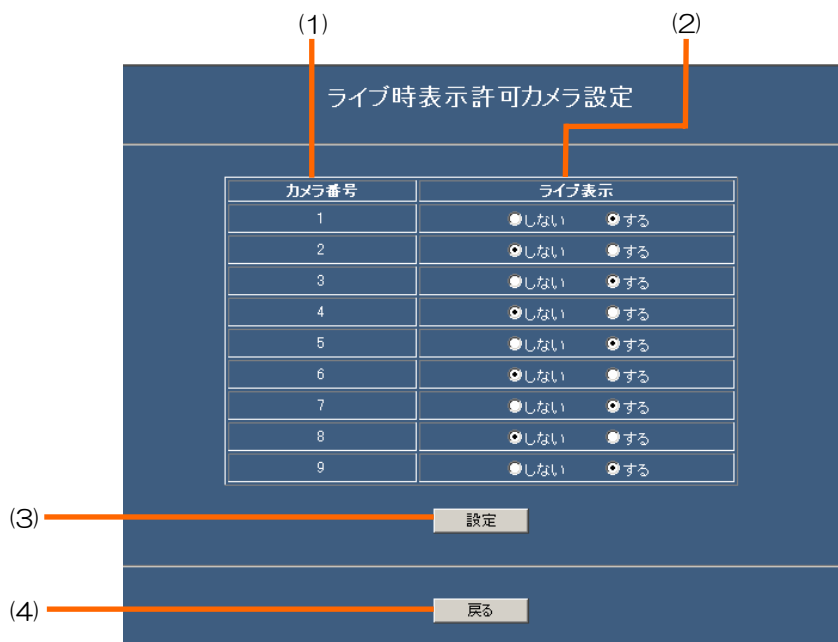 (1) (2)
ライブ時表示許可カメラ設定
カメラ番号 ライブ表示
1 しない する
2 しない する
3 しない する
4 しない する
5 しない する
6 しない する
7 しない する
8 しない する
9 しない する
(3) 設定
(4) 戻る